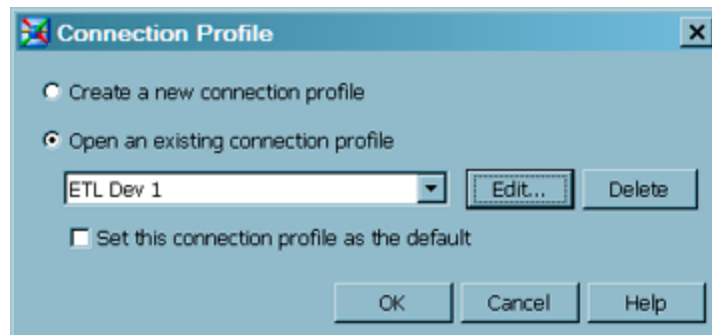 Connection Profile
Create a new connection profile
Open an existing connection profile
ETL Dev 1 Edit... Delete
Set this connection profile as the default
OK Cancel Help